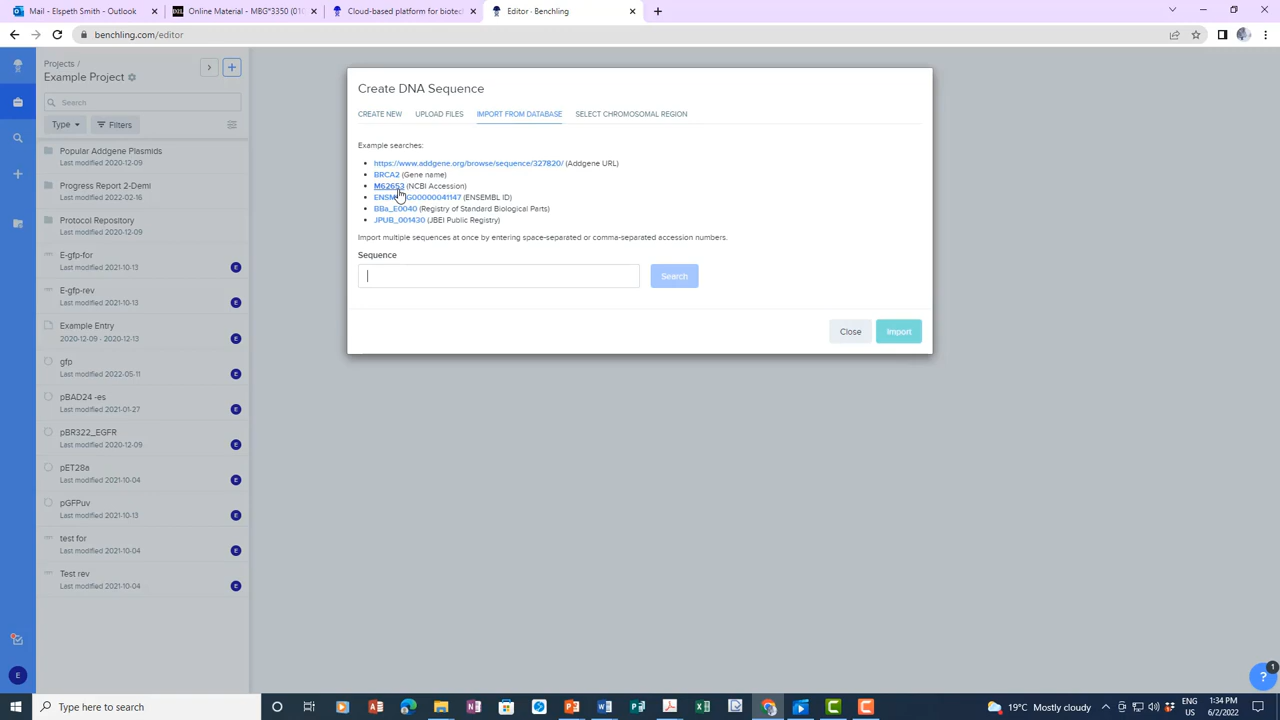 Mail - Elspeth Smith - Outlook
Online Material - MBG*3350 (01
Cloud-based platform for biotec
Editor - Benchling
benchling.com/editor
Projects /
Example Project
Search
Type
Filters
Popular Addgene Plasmids
Last modified 2020-12-09
Progress Report 2-Demi
Last modified 2022-02-16
Protocol Repository
Last modified 2020-12-09
E-gfp-for
Last modified 2021-10-13
E
E-gfp-rev
Last modified 2021-10-13
E
Example Entry
2020-12-09 - 2020-12-13
E
gfp
Last modified 2022-05-11
E
pBAD24 -es
Last modified 2021-01-27
E
pBR322_EGFR
Last modified 2020-12-09
E
pET28a
Last modified 2021-10-04
E
pGFPuv
Last modified 2021-10-13
E
test for
Last modified 2021-10-04
E
Test rev
Last modified 2021-10-04
E
E
Create DNA Sequence
CREATE NEW
UPLOAD FILES
IMPORT FROM DATABASE
SELECT CHROMOSOMAL REGION
Example searches:
https://www.addgene.org/browse/sequence/327820/ (Addgene URL)
BRCA2 (Gene name)
M62653 (NCBI Accession)
(ENSEMBL ID)
BBa_E0040 (Registry of Standard Biological Parts)
JPUB_001430 (JBEI Public Registry)
Import multiple sequences at once by entering space-separated or comma-separated accession numbers.
Sequence
Search
Close
Import
?
1
Type here to search
19°C Mostly cloudy
ENG
US
1:34 PM
6/2/2022